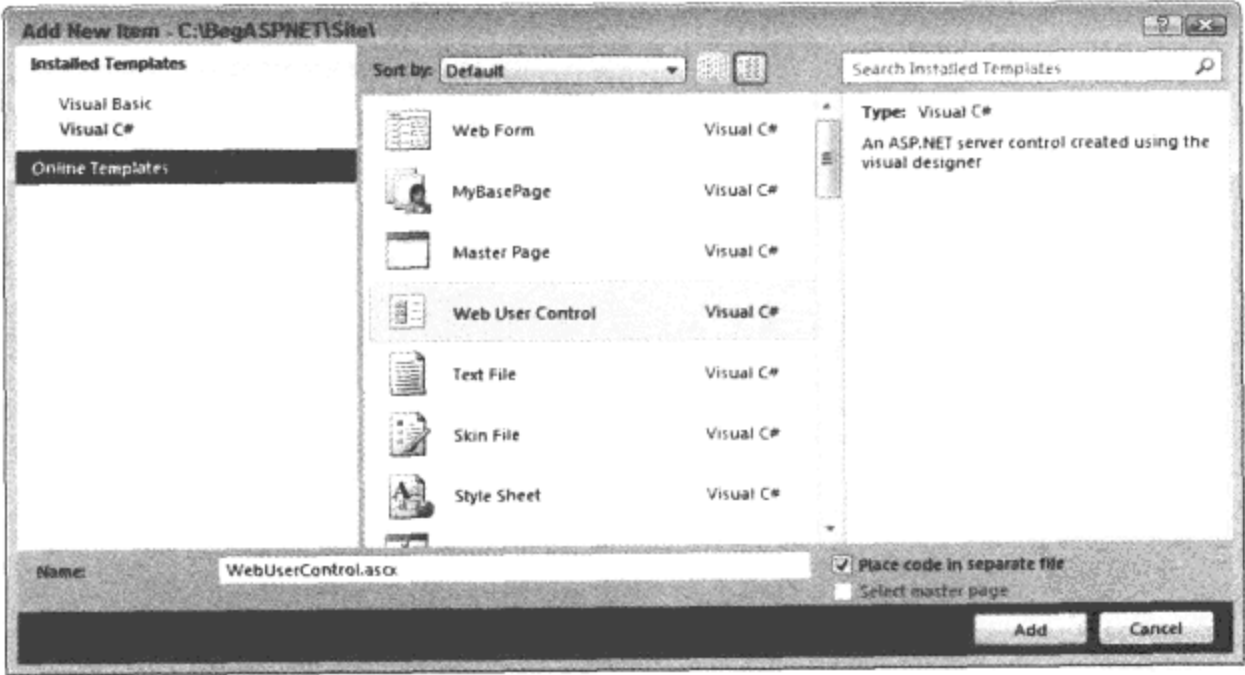 Add New Item - C:\BegASPNET\Site\
Installed Templates
Visual Basic
Visual C#
Online Templates
Sort by: Default
Web Form Visual C#
MyBasePage Visual C#
Master Page Visual C#
Web User Control Visual C#
Text File Visual C#
Skin File Visual C#
Style Sheet Visual C#
Search Installed Templates
Type: Visual C#
An ASP.NET server control created using the
visual designer
Name: WebUserControl.ascx
Place code in separate file
Select master page
Add Cancel